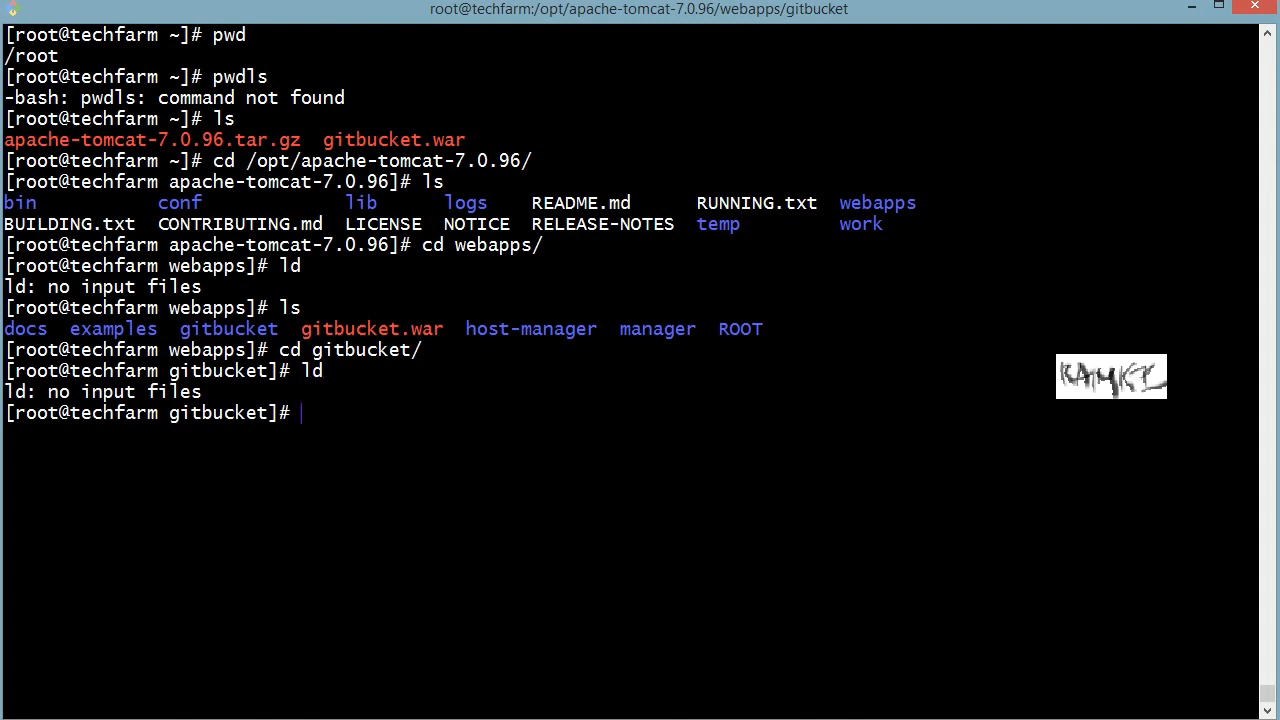 root@techfarm:/opt/apache-tomcat-7.0.96/webapps/gitbucket
[root@techfarm ~]# pwd
/root
[root@techfarm ~]# pwdls
-bash: pwdls: command not found
[root@techfarm ~]# ls
apache-tomcat-7.0.96.tar.gz  gitbucket.war
[root@techfarm ~]# cd /opt/apache-tomcat-7.0.96/
[root@techfarm apache-tomcat-7.0.96]# ls
bin           conf             lib      logs    README.md      RUNNING.txt  webapps
BUILDING.txt  CONTRIBUTING.md  LICENSE  NOTICE  RELEASE-NOTES  temp         work
[root@techfarm apache-tomcat-7.0.96]# cd webapps/
[root@techfarm webapps]# ld
ld: no input files
[root@techfarm webapps]# ls
docs  examples  gitbucket  gitbucket.war  host-manager  manager  ROOT
[root@techfarm webapps]# cd gitbucket/
[root@techfarm gitbucket]# ld
ld: no input files
[root@techfarm gitbucket]#